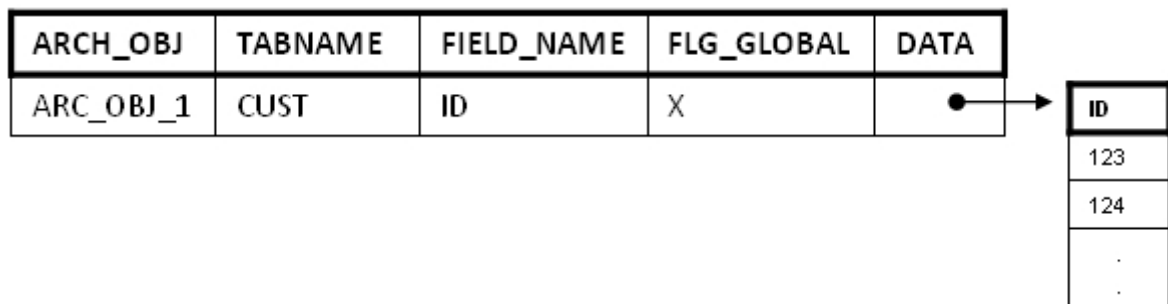 ARCH_OBJ TABNAME FIELD_NAME FLG_GLOBAL DATA
ARC_OBJ_1 CUST ID X
ID
123
124
.
.